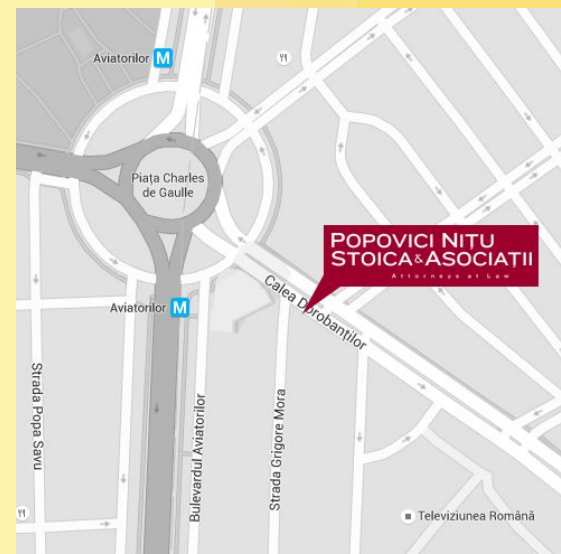 Aviatorilor M
Piața Charles
de Gaulle
POPOVICI NIȚU
STOICA & ASOCIAȚII
Attorneys at Law
Calea Dorobanților
Aviatorilor M
Strada Popa Savu
Bulevardul Aviatorilor
Strada Grigore Mora
Televiziunea Română